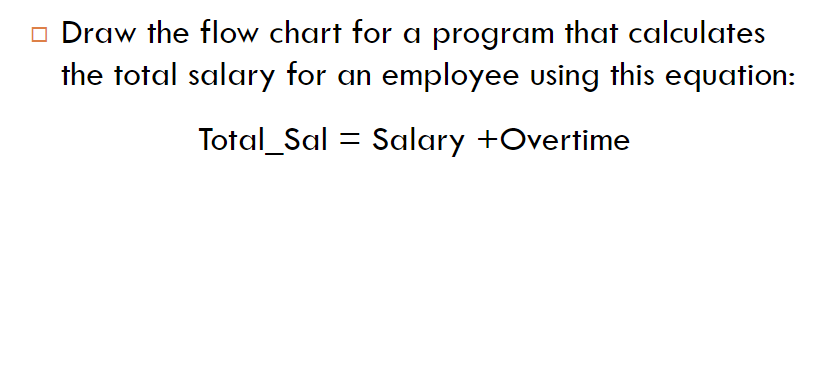 Draw the flow chart for a program that calculates
the total salary for an employee using this equation:
Total_Sal = Salary +Overtime